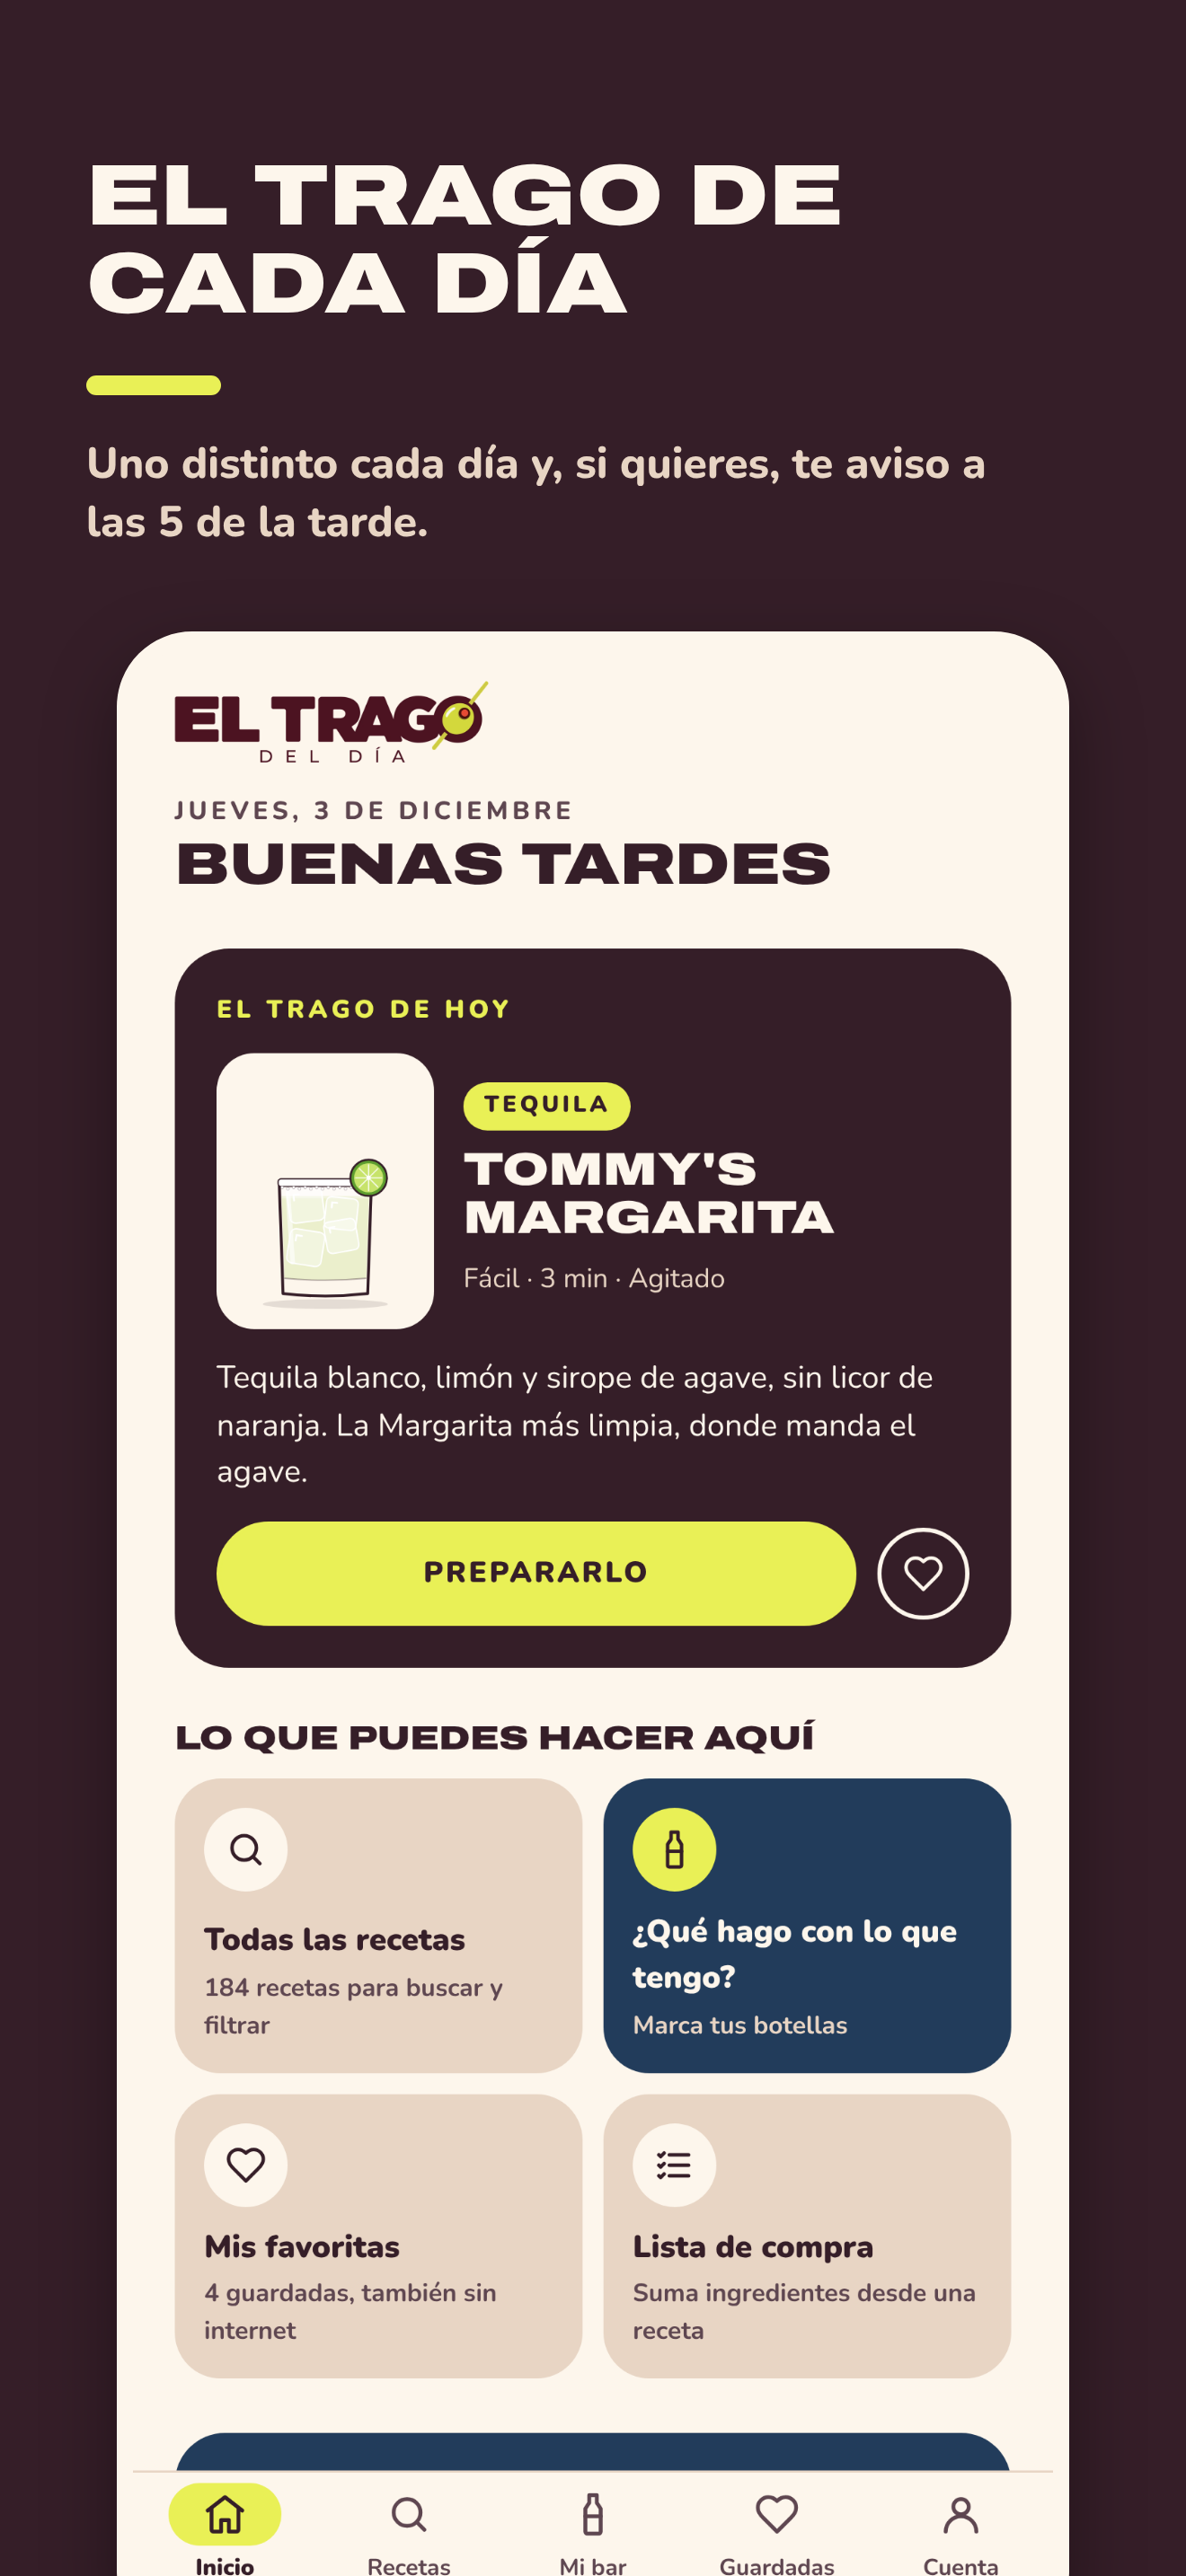 EL TRAGO DE
CADA DÍA
Uno distinto cada día y, si quieres, te aviso a
las 5 de la tarde.
EL TRAGO
DEL DÍA
JUEVES, 3 DE DICIEMBRE
BUENAS TARDES
EL TRAGO DE HOY
TEQUILA
TOMMY'S
MARGARITA
Fácil · 3 min · Agitado
Tequila blanco, limón y sirope de agave, sin licor de
naranja. La Margarita más limpia, donde manda el
agave.
PREPARARLO
LO QUE PUEDES HACER AQUÍ
Todas las recetas
184 recetas para buscar y
filtrar
¿Qué hago con lo que
tengo?
Marca tus botellas
Mis favoritas
4 guardadas, también sin
internet
Lista de compra
Suma ingredientes desde una
receta
Inicio
Recetas
Mi bar
Guardadas
Cuenta